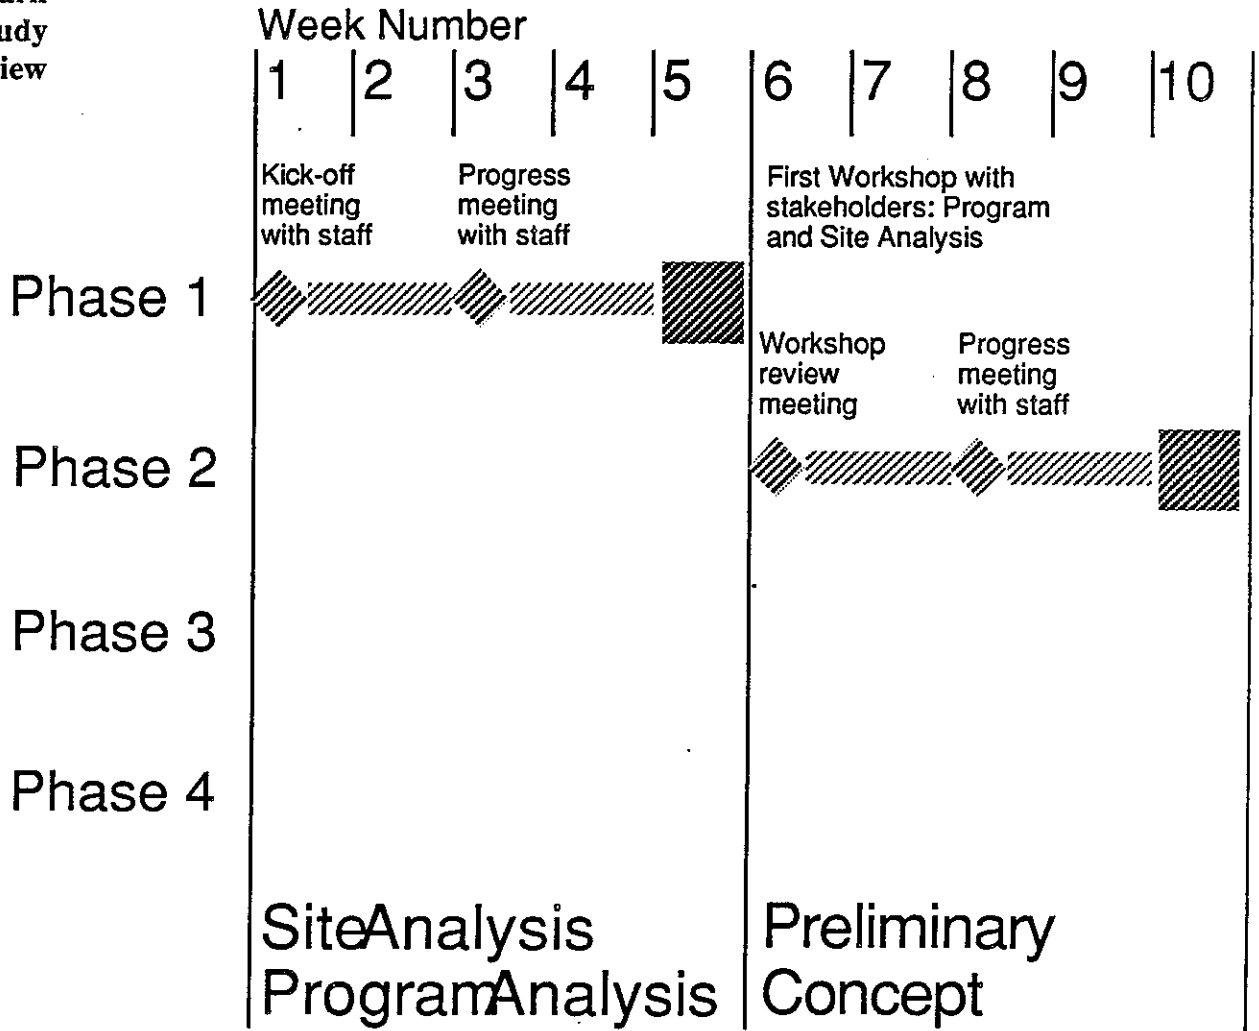 udy
iew
Week Number
1 2 3 4 5 6 7 8 9 10
Kick-off
meeting
with staff
Progress
meeting
with staff
First Workshop with
stakeholders: Program
and Site Analysis
Phase 1
Workshop
review
meeting
Progress
meeting
with staff
Phase 2
Phase 3
Phase 4
SiteAnalysis
ProgramAnalysis
Preliminary
Concept